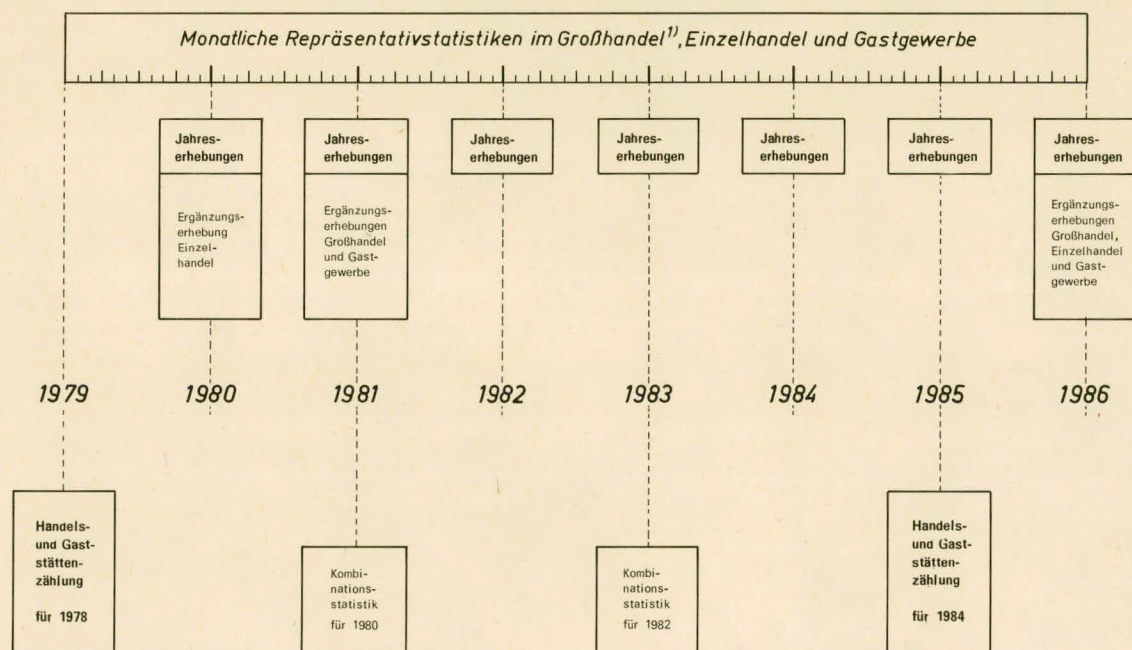 Monatliche Repräsentativstatistiken im Großhandel¹⁾, Einzelhandel und Gastgewerbe
Jahres-
erhebungen
Ergänzungs-
erhebung
Einzel-
handel
Jahres-
erhebungen
Ergänzungs-
erhebungen
Großhandel
und Gast-
gewerbe
Jahres-
erhebungen
Jahres-
erhebungen
Jahres-
erhebungen
Jahres-
erhebungen
Jahres-
erhebungen
Ergänzungs-
erhebungen
Großhandel,
Einzelhandel
und Gast-
gewerbe
1979 1980 1981 1982 1983 1984 1985 1986
Handels-
und Gast-
stätten-
zählung
für 1978
Kombi-
nations-
statistik
für 1980
Kombi-
nations-
statistik
für 1982
Handels-
und Gast-
stätten-
zählung
für 1984